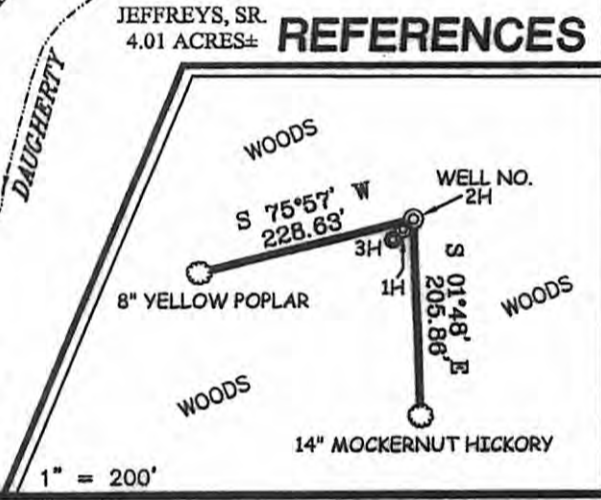 JEFFREYS, SR.
4.01 ACRES±
REFERENCES
DAUGHERTY
WOODS
S 75°57' W
228.63'
WELL NO.
2H
3H
1H
S 01°48' E
205.86'
8" YELLOW POPLAR
WOODS
WOODS
14" MOCKERNUT HICKORY
1" = 200'